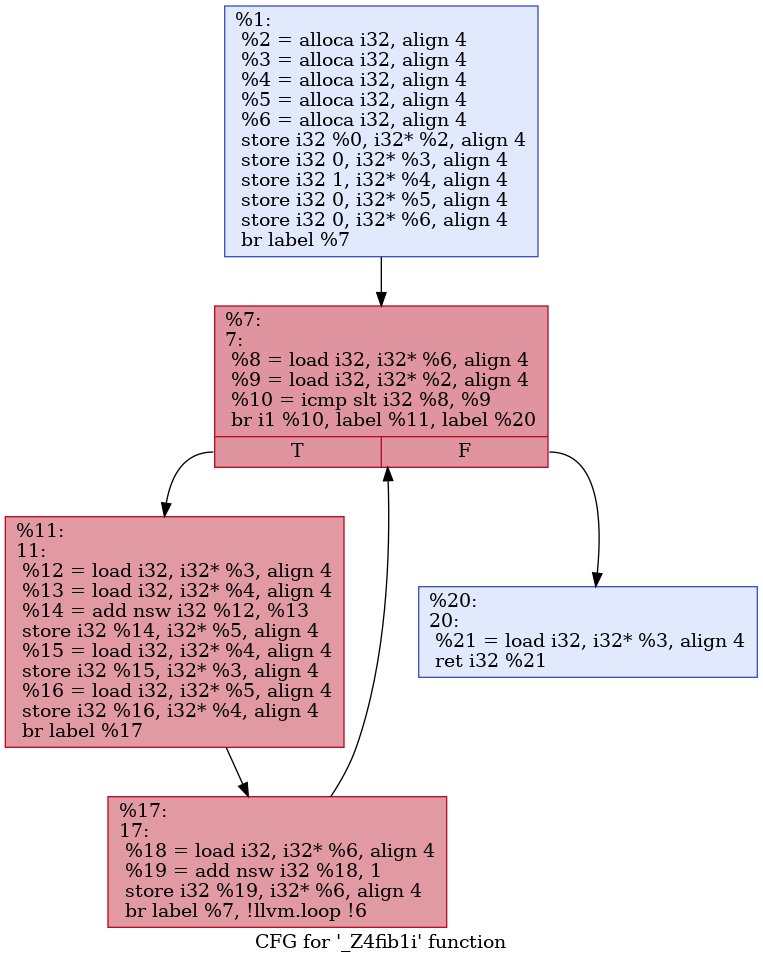 %1:
%2 = alloca i32, align 4
%3 = alloca i32, align 4
%4 = alloca i32, align 4
%5 = alloca i32, align 4
%6 = alloca i32, align 4
store i32 %0, i32* %2, align 4
store i32 0, i32* %3, align 4
store i32 1, i32* %4, align 4
store i32 0, i32* %5, align 4
store i32 0, i32* %6, align 4
br label %7
%7:
7:
%8 = load i32, i32* %6, align 4
%9 = load i32, i32* %2, align 4
%10 = icmp slt i32 %8, %9
br i1 %10, label %11, label %20
T
F
%11:
11:
%12 = load i32, i32* %3, align 4
%13 = load i32, i32* %4, align 4
%14 = add nsw i32 %12, %13
store i32 %14, i32* %5, align 4
%15 = load i32, i32* %4, align 4
store i32 %15, i32* %3, align 4
%16 = load i32, i32* %5, align 4
store i32 %16, i32* %4, align 4
br label %17
%20:
20:
%21 = load i32, i32* %3, align 4
ret i32 %21
%17:
17:
%18 = load i32, i32* %6, align 4
%19 = add nsw i32 %18, 1
store i32 %19, i32* %6, align 4
br label %7, !llvm.loop !6
CFG for '_Z4fib1i' function